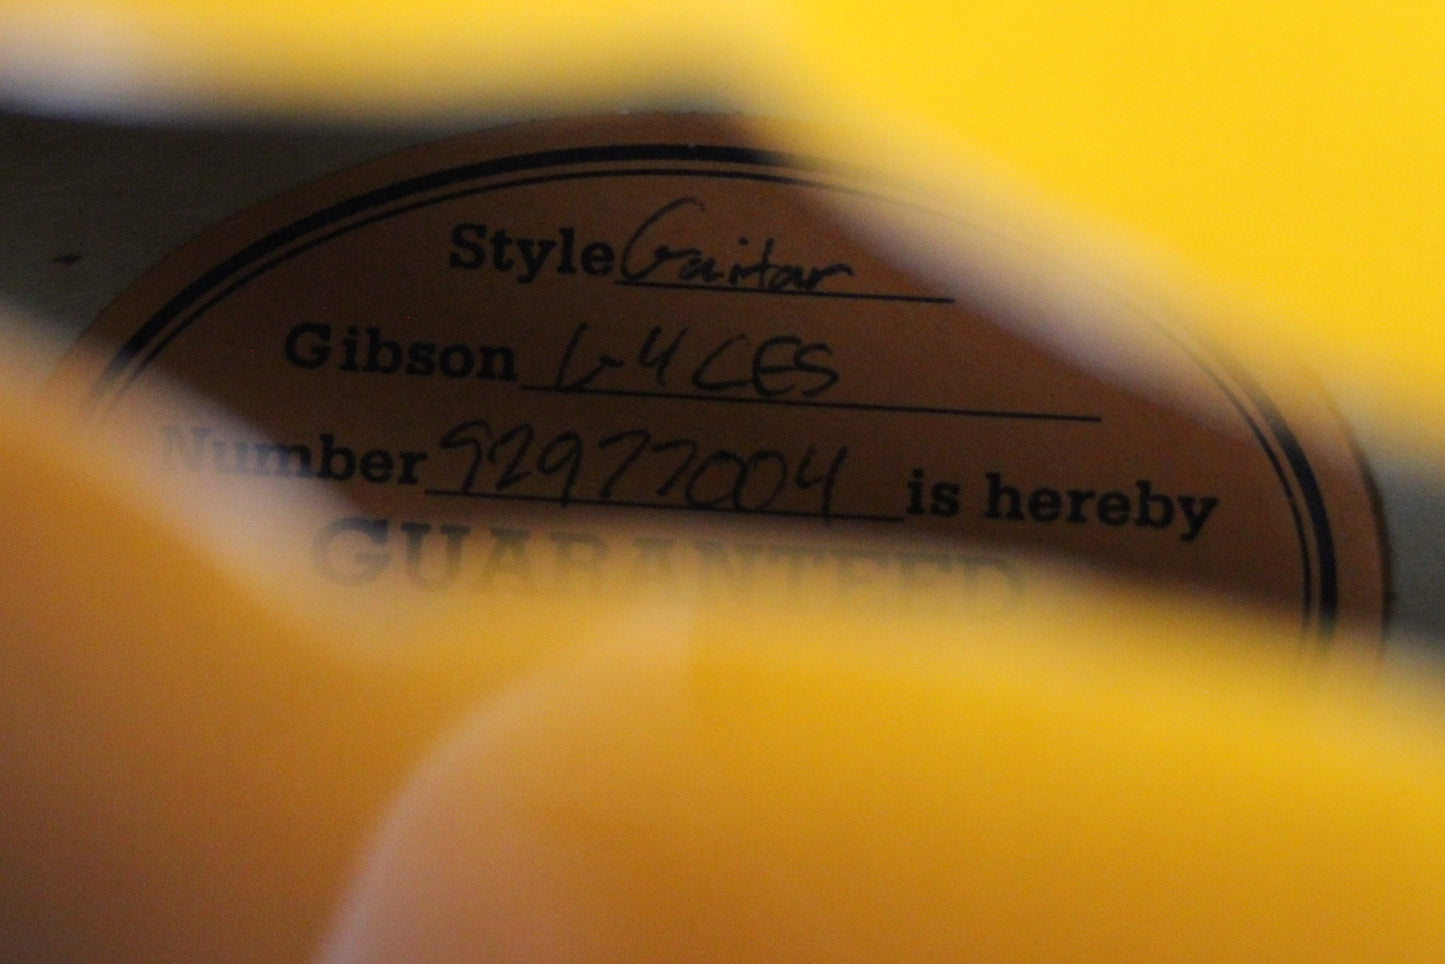 Style Guitar
Gibson L-4 CES
Number 92977004 is hereby
GUARANTEED